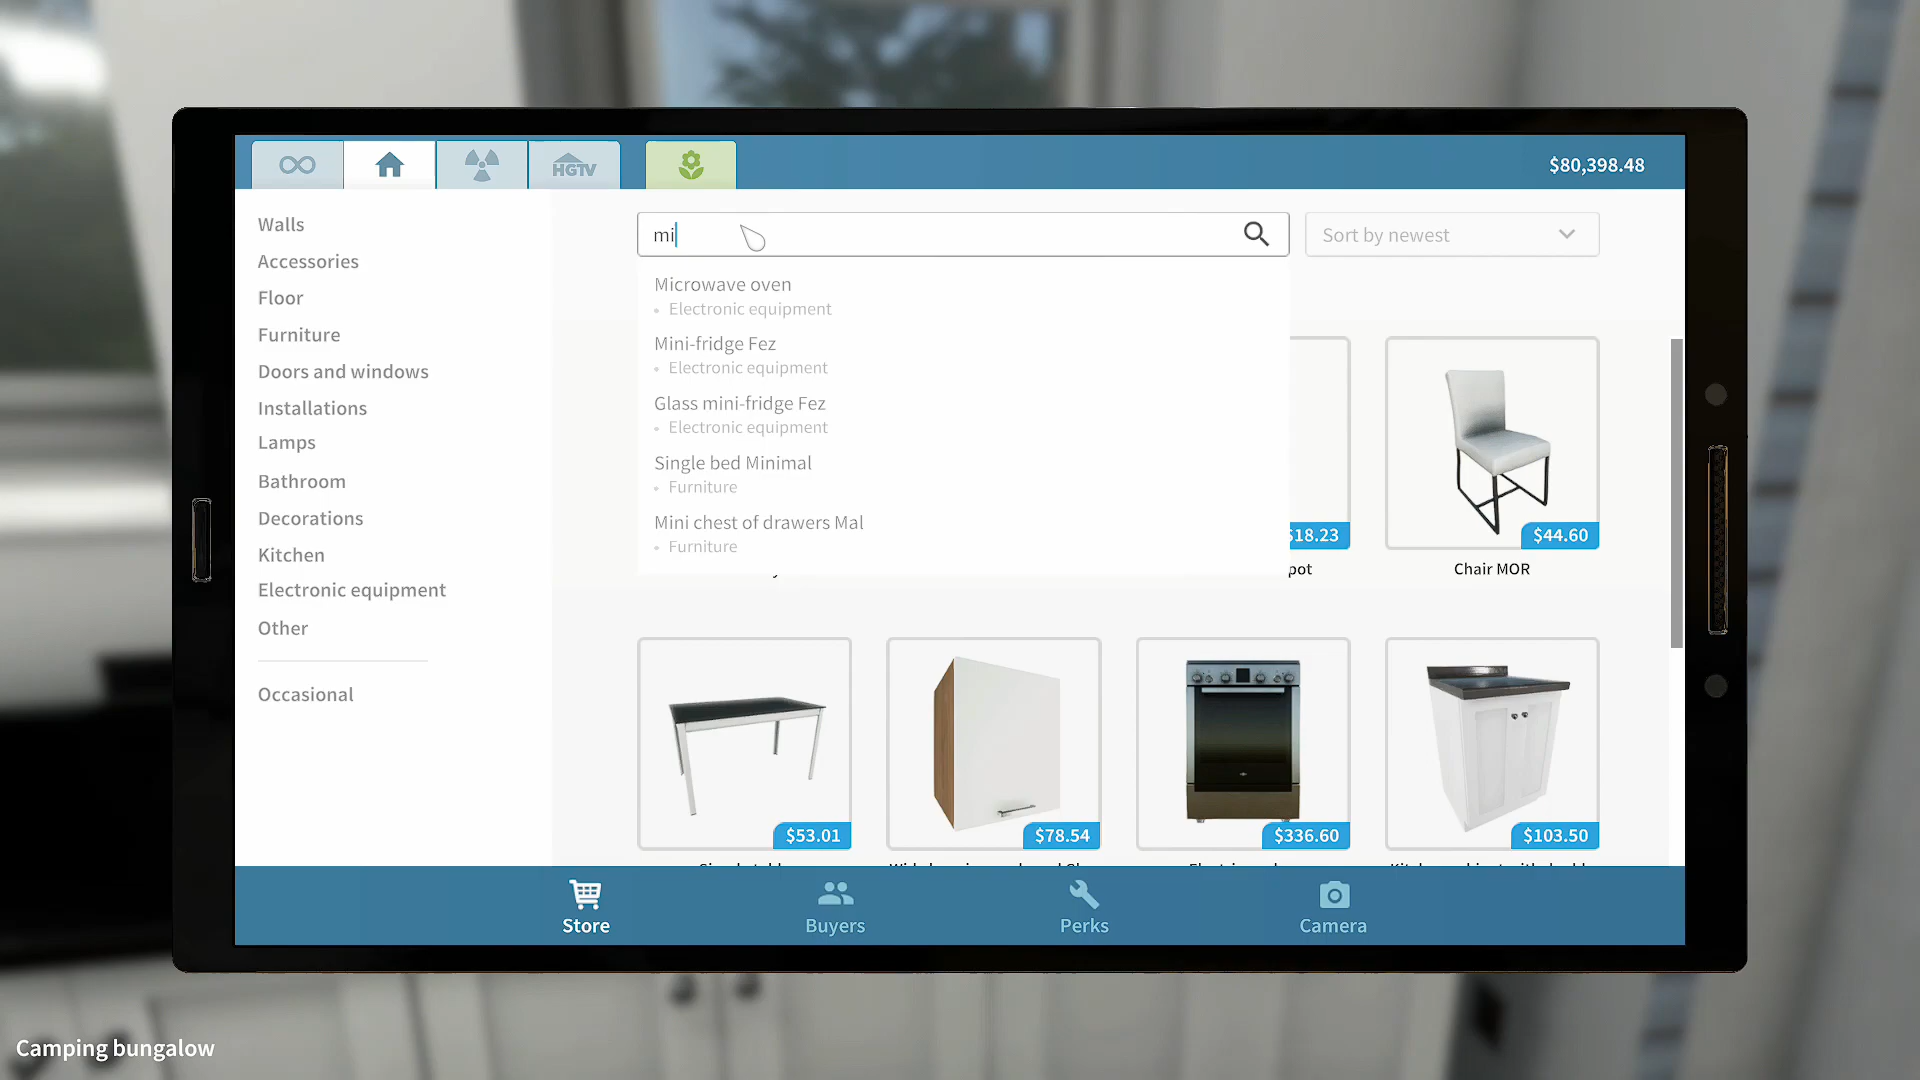 HGTV
$80,398.48
Walls
Accessories
Floor
Furniture
Doors and windows
Installations
Lamps
Bathroom
Decorations
Kitchen
Electronic equipment
Other
Occasional
mi
Sort by newest
Microwave oven
• Electronic equipment
Mini-fridge Fez
• Electronic equipment
Glass mini-fridge Fez
• Electronic equipment
Single bed Minimal
• Furniture
Mini chest of drawers Mal
• Furniture
$18.23
$44.60
pot
Chair MOR
$53.01
$78.54
$336.60
$103.50
Store
Buyers
Perks
Camera
Camping bungalow